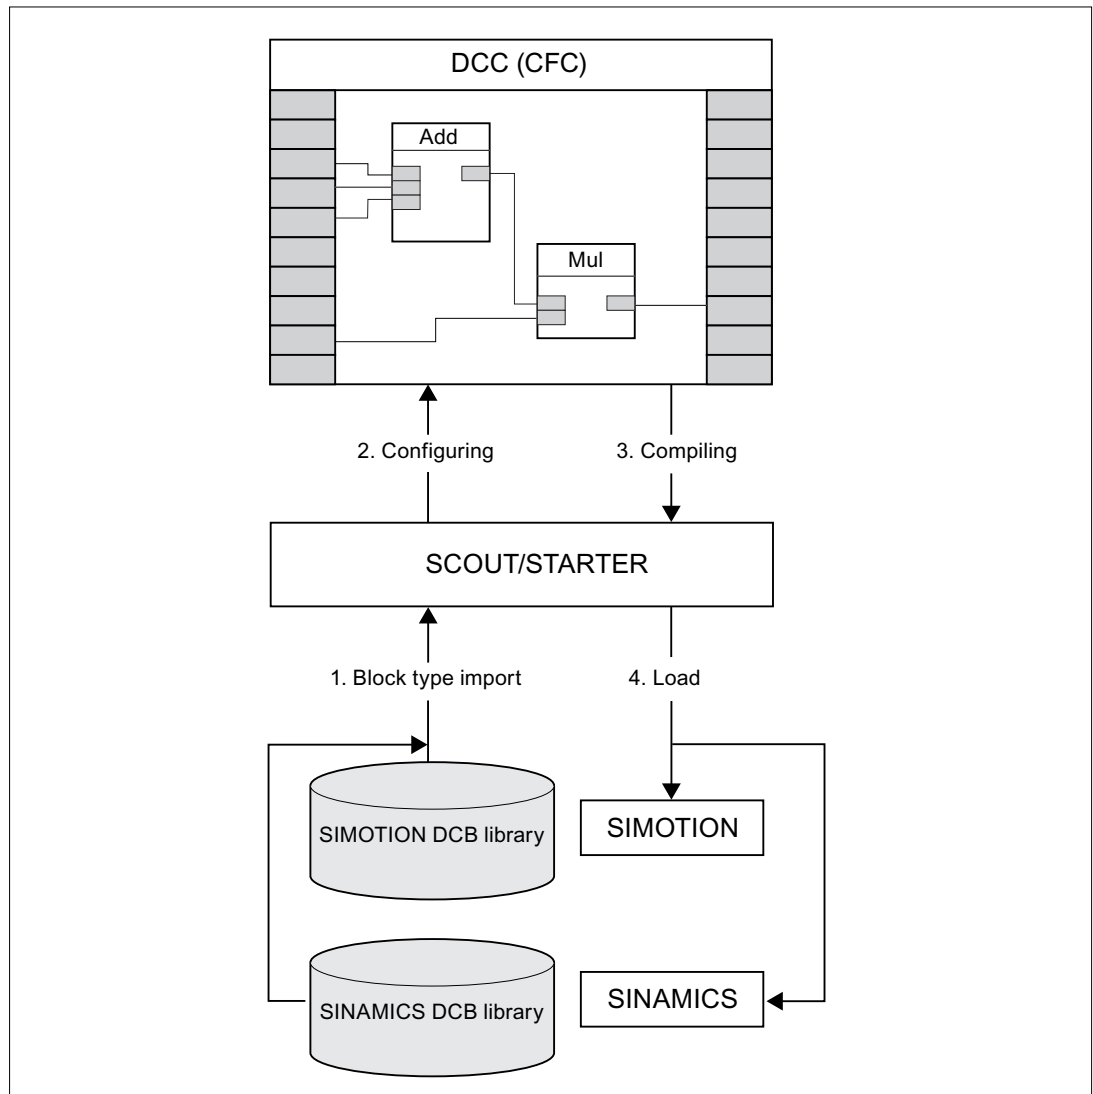 DCC (CFC)
Add
Mul
2. Configuring
3. Compiling
SCOUT/STARTER
1. Block type import
4. Load
SIMOTION DCB library
SIMOTION
SINAMICS DCB library
SINAMICS